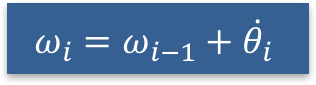 ωᵢ = ωᵢ₋₁ + θ̇ᵢ